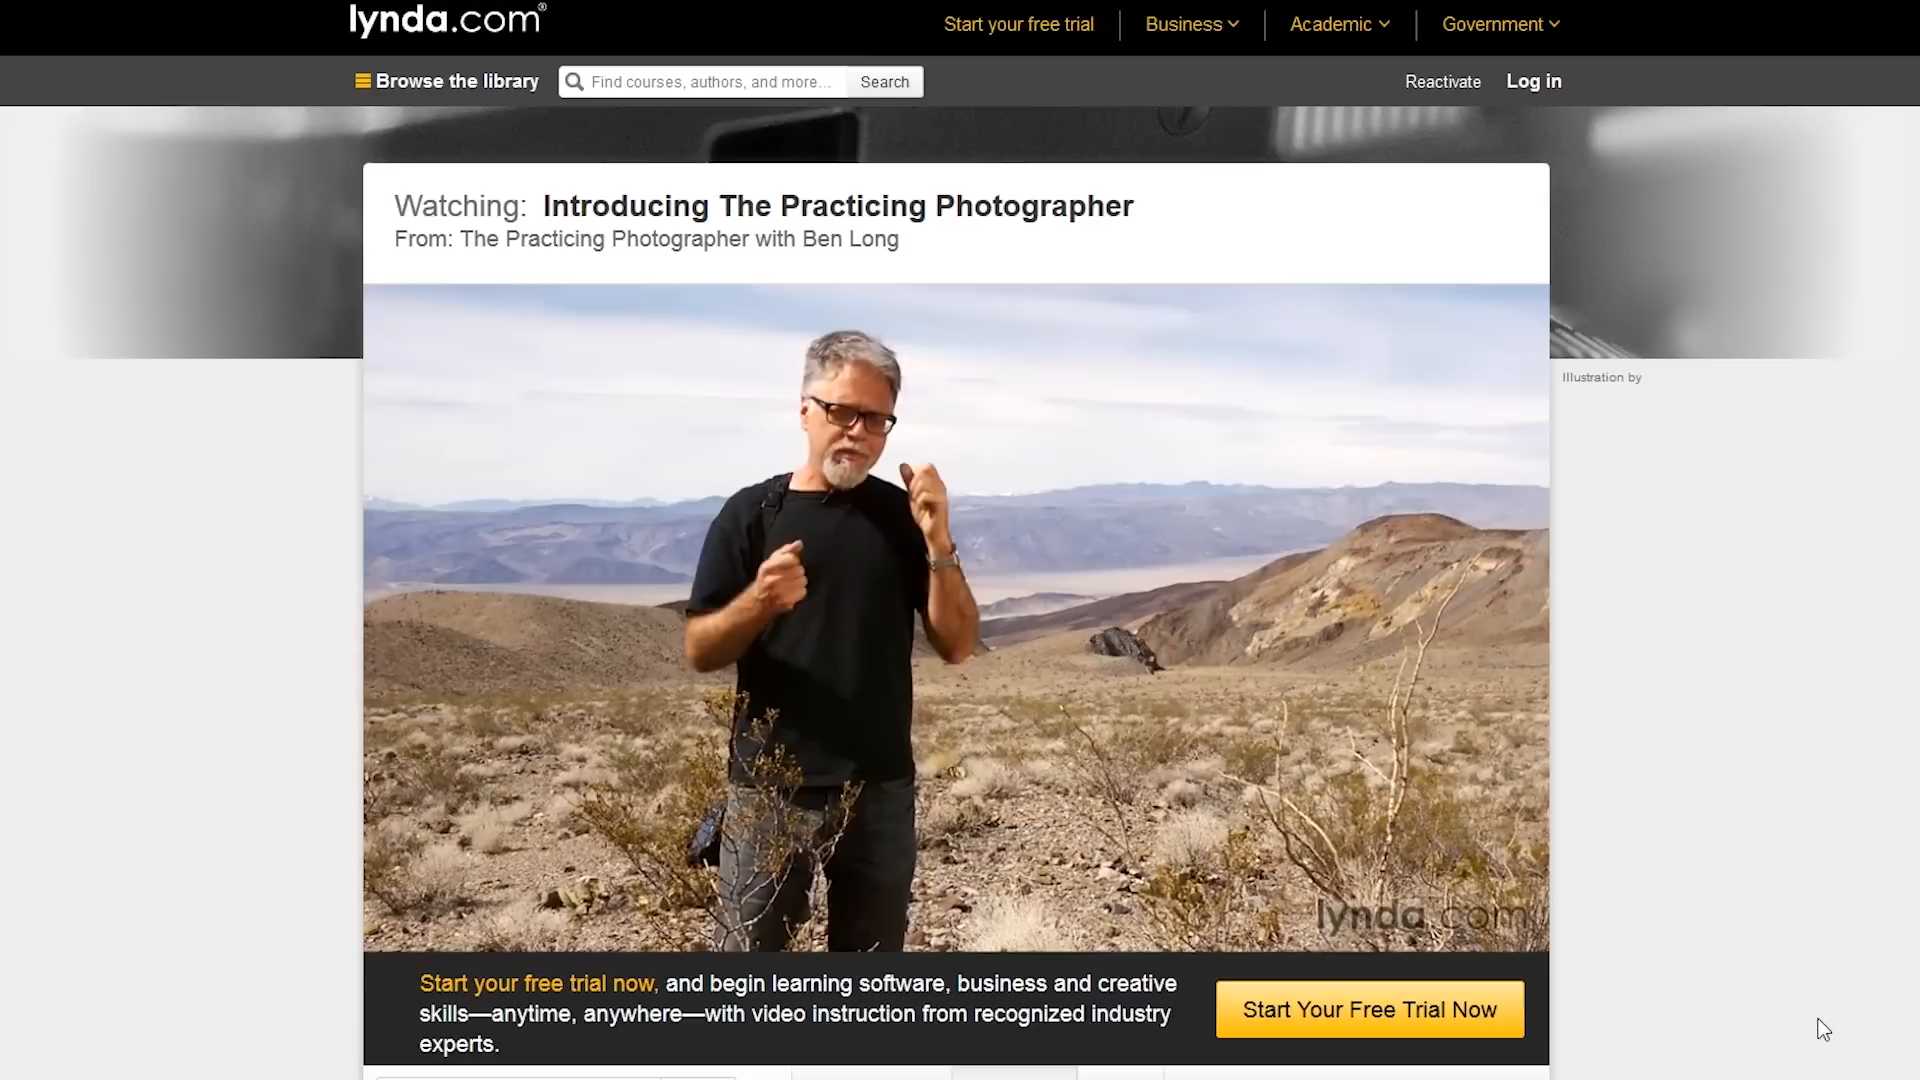 lynda.com®
Start your free trial
Business
Academic
Government
Browse the library
Find courses, authors, and more...
Search
Reactivate
Log in
Watching: Introducing The Practicing Photographer
From: The Practicing Photographer with Ben Long
Illustration by
lynda.com
Start your free trial now, and begin learning software, business and creative
skills—anytime, anywhere—with video instruction from recognized industry
experts.
Start Your Free Trial Now